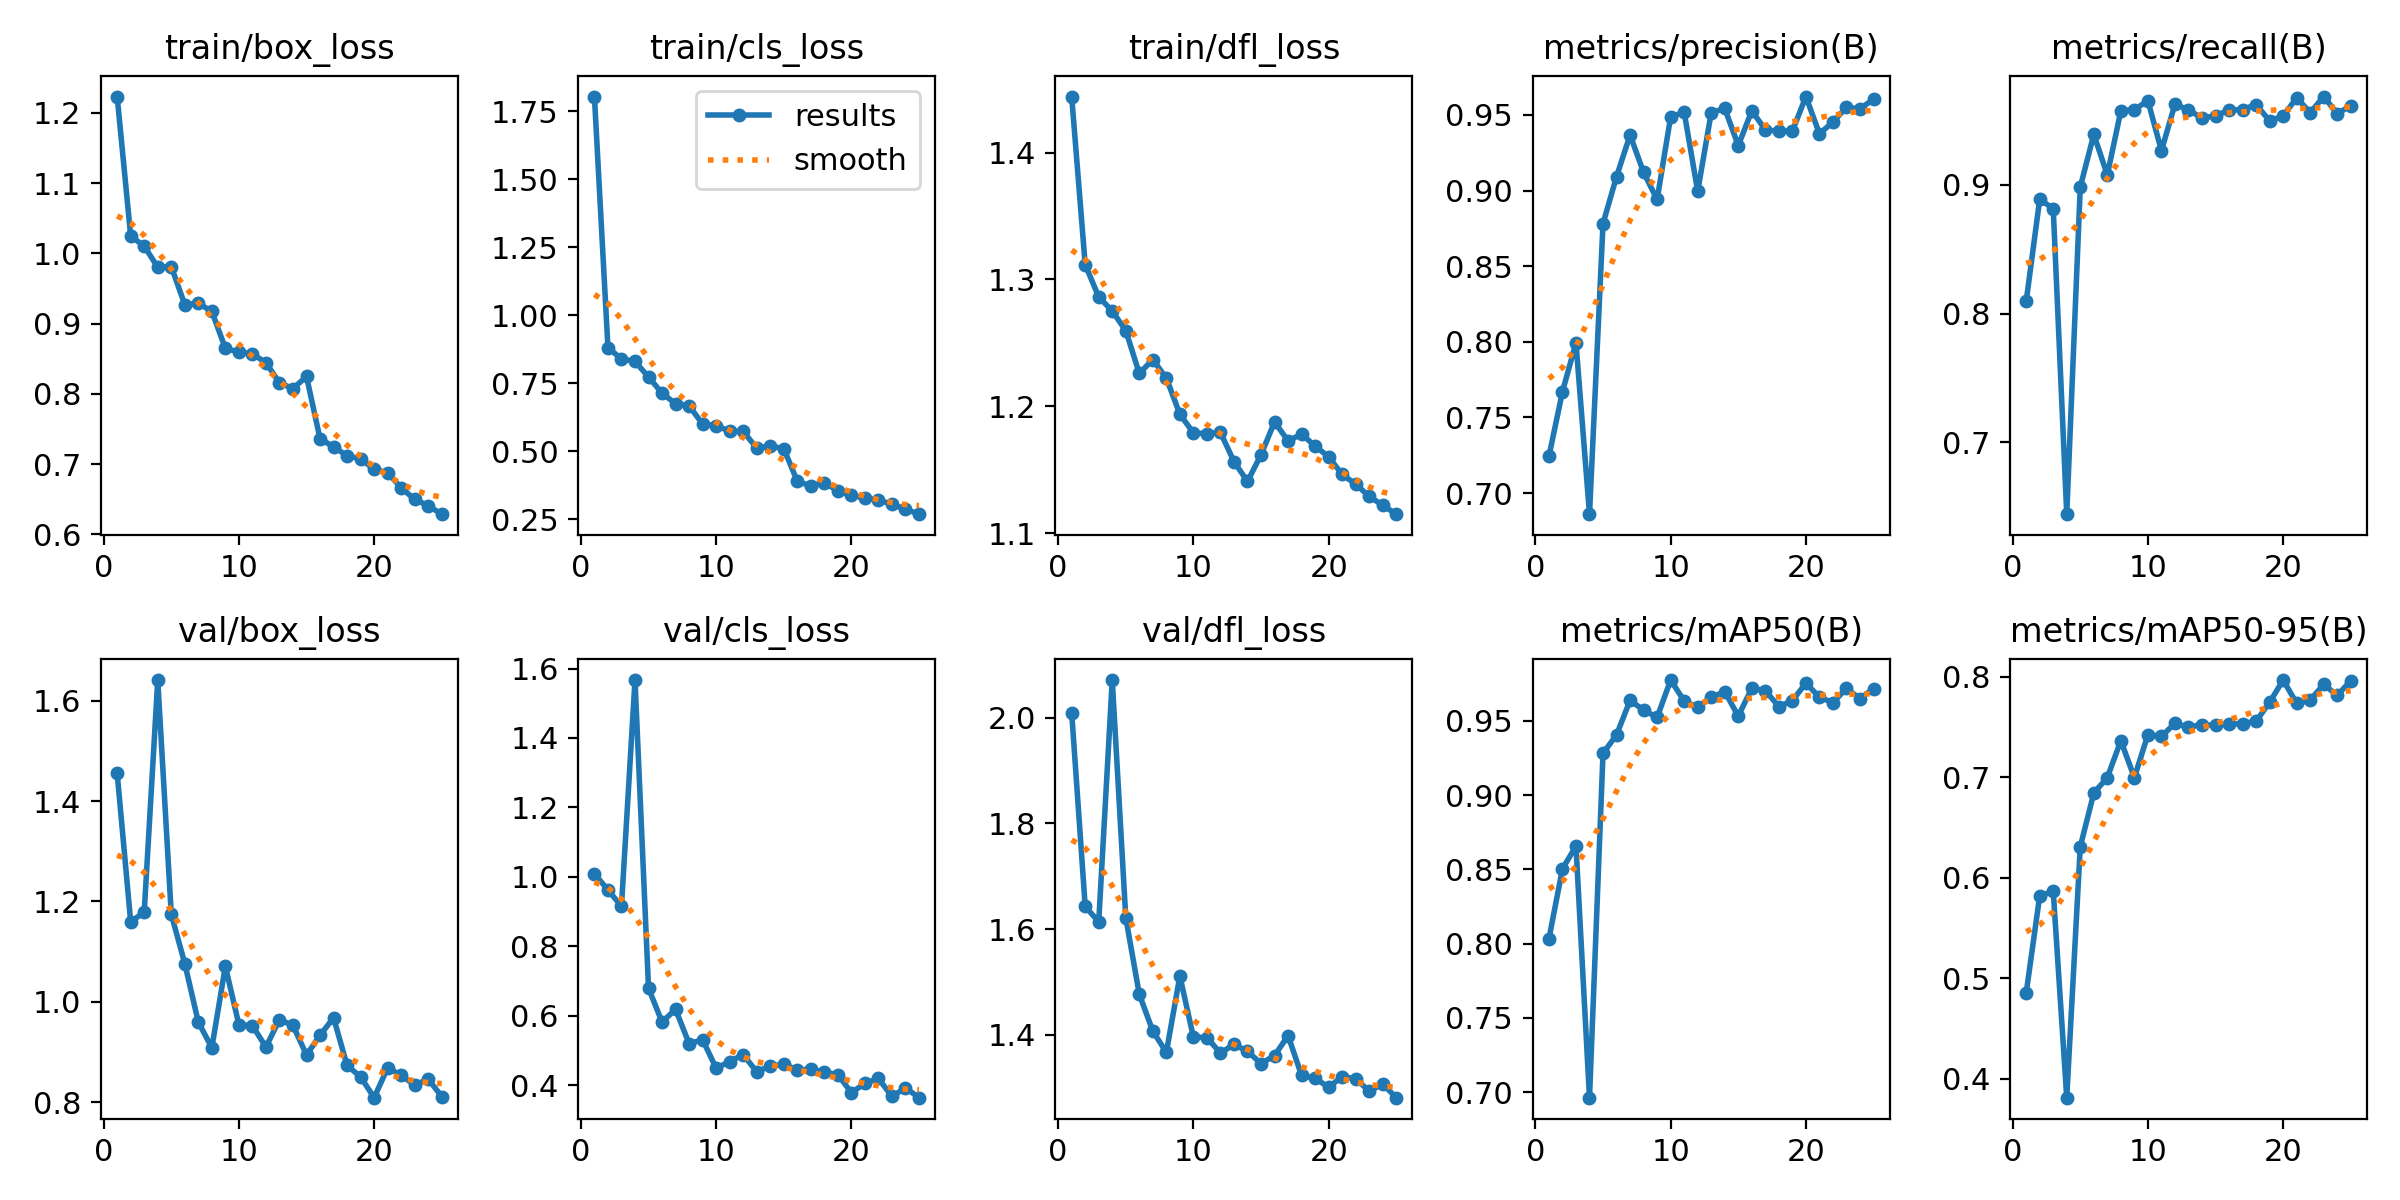 train/box_loss
1.2
1.1
1.0
0.9
0.8
0.7
0.6
0 10 20
train/cls_loss
results
smooth
1.75
1.50
1.25
1.00
0.75
0.50
0.25
0 10 20
train/dfl_loss
1.4
1.3
1.2
1.1
0 10 20
metrics/precision(B)
0.95
0.90
0.85
0.80
0.75
0.70
0 10 20
metrics/recall(B)
0.9
0.8
0.7
0 10 20
val/box_loss
1.6
1.4
1.2
1.0
0.8
0 10 20
val/cls_loss
1.6
1.4
1.2
1.0
0.8
0.6
0.4
0 10 20
val/dfl_loss
2.0
1.8
1.6
1.4
0 10 20
metrics/mAP50(B)
0.95
0.90
0.85
0.80
0.75
0.70
0 10 20
metrics/mAP50-95(B)
0.8
0.7
0.6
0.5
0.4
0 10 20